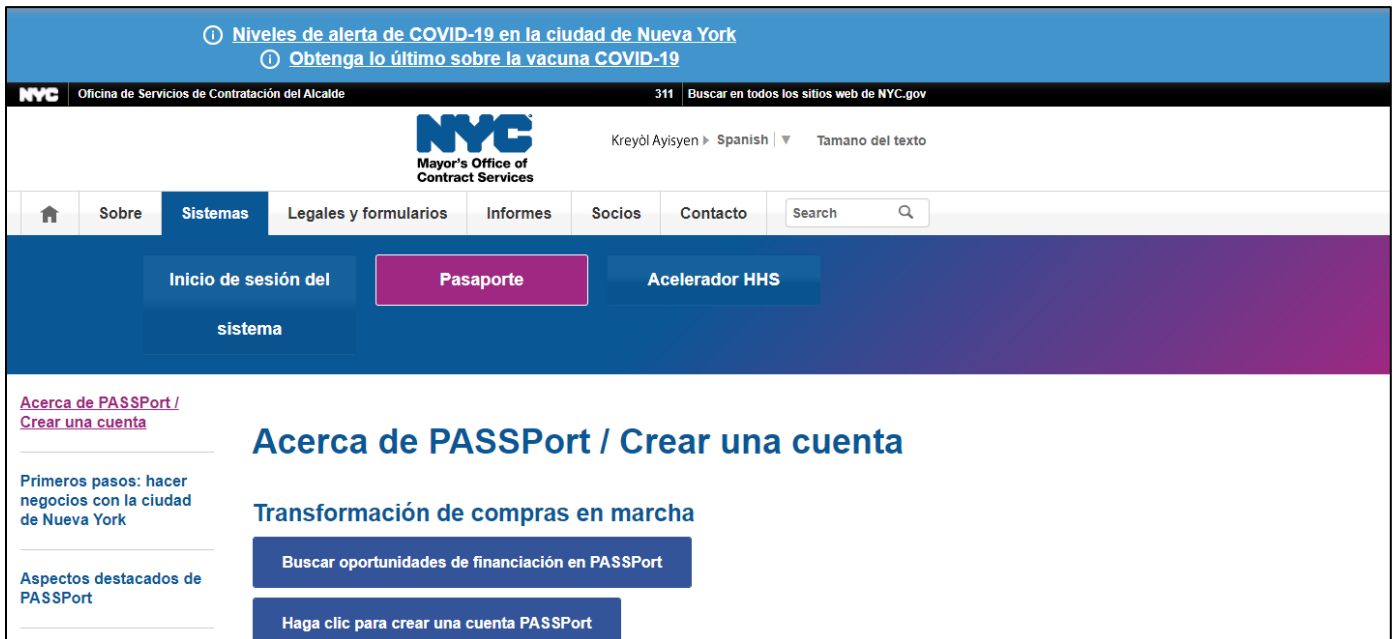 Niveles de alerta de COVID-19 en la ciudad de Nueva York
Obtenga lo último sobre la vacuna COVID-19
NYC Oficina de Servicios de Contratación del Alcalde 311 Buscar en todos los sitios web de NYC.gov
NYC
Mayor's Office of
Contract Services
Kreyòl Ayisyen Spanish Tamano del texto
Sobre Sistemas Legales y formularios Informes Socios Contacto Search
Inicio de sesión del
sistema
Pasaporte
Acelerador HHS
Acerca de PASSPort /
Crear una cuenta
Primeros pasos: hacer
negocios con la ciudad
de Nueva York
Aspectos destacados de
PASSPort
Acerca de PASSPort / Crear una cuenta
Transformación de compras en marcha
Buscar oportunidades de financiación en PASSPort
Haga clic para crear una cuenta PASSPort